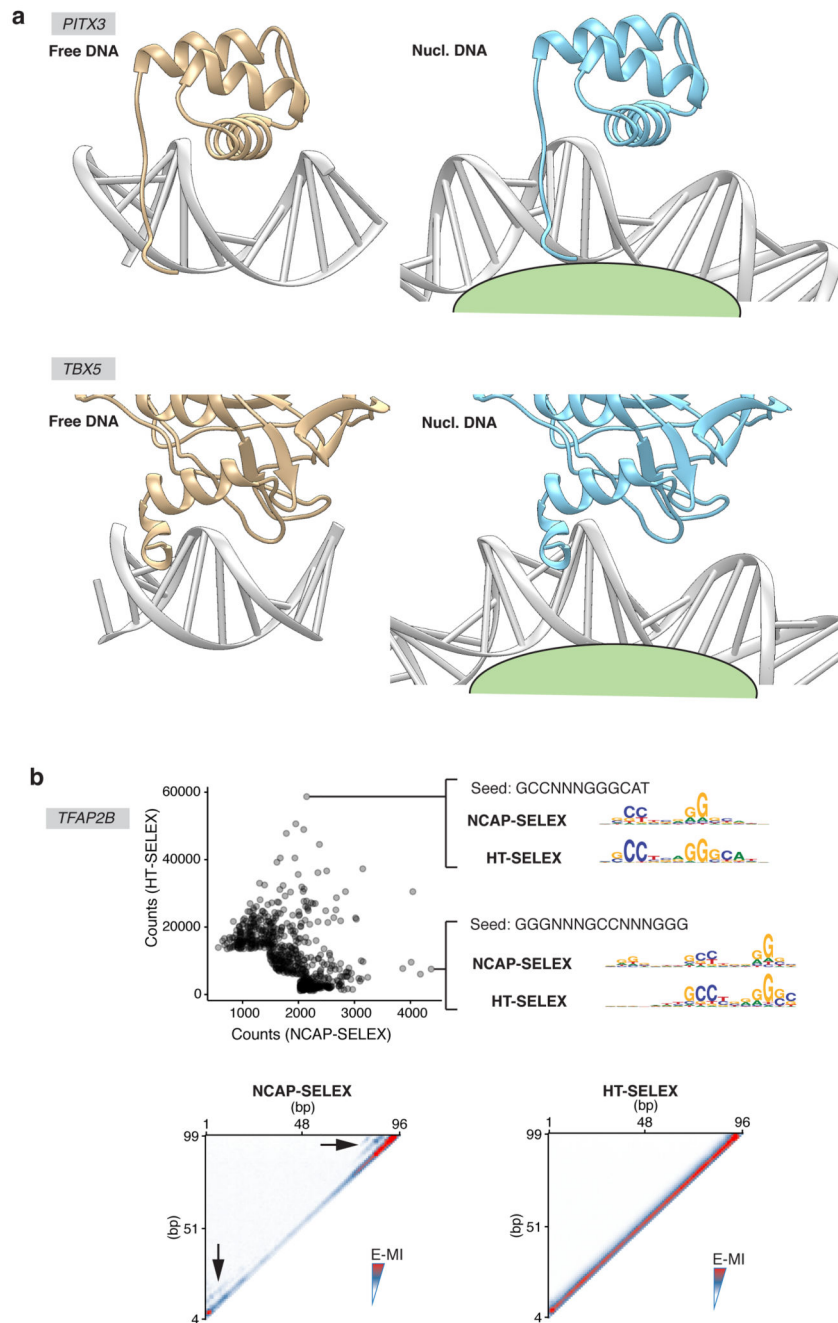 a
PITX3
Free DNA
Nucl. DNA
TBX5
Free DNA
Nucl. DNA
b
TFAP2B
60000
40000
20000
0
Counts (HT-SELEX)
1000
2000
3000
4000
Counts (NCAP-SELEX)
Seed: GCCNNNGGGCAT
NCAP-SELEX
HT-SELEX
Seed: GGGNNNGCCNNNGGG
NCAP-SELEX
HT-SELEX
NCAP-SELEX
(bp)
1
48
96
99
51
4
(bp)
E-MI
HT-SELEX
(bp)
1
48
96
99
51
4
E-MI